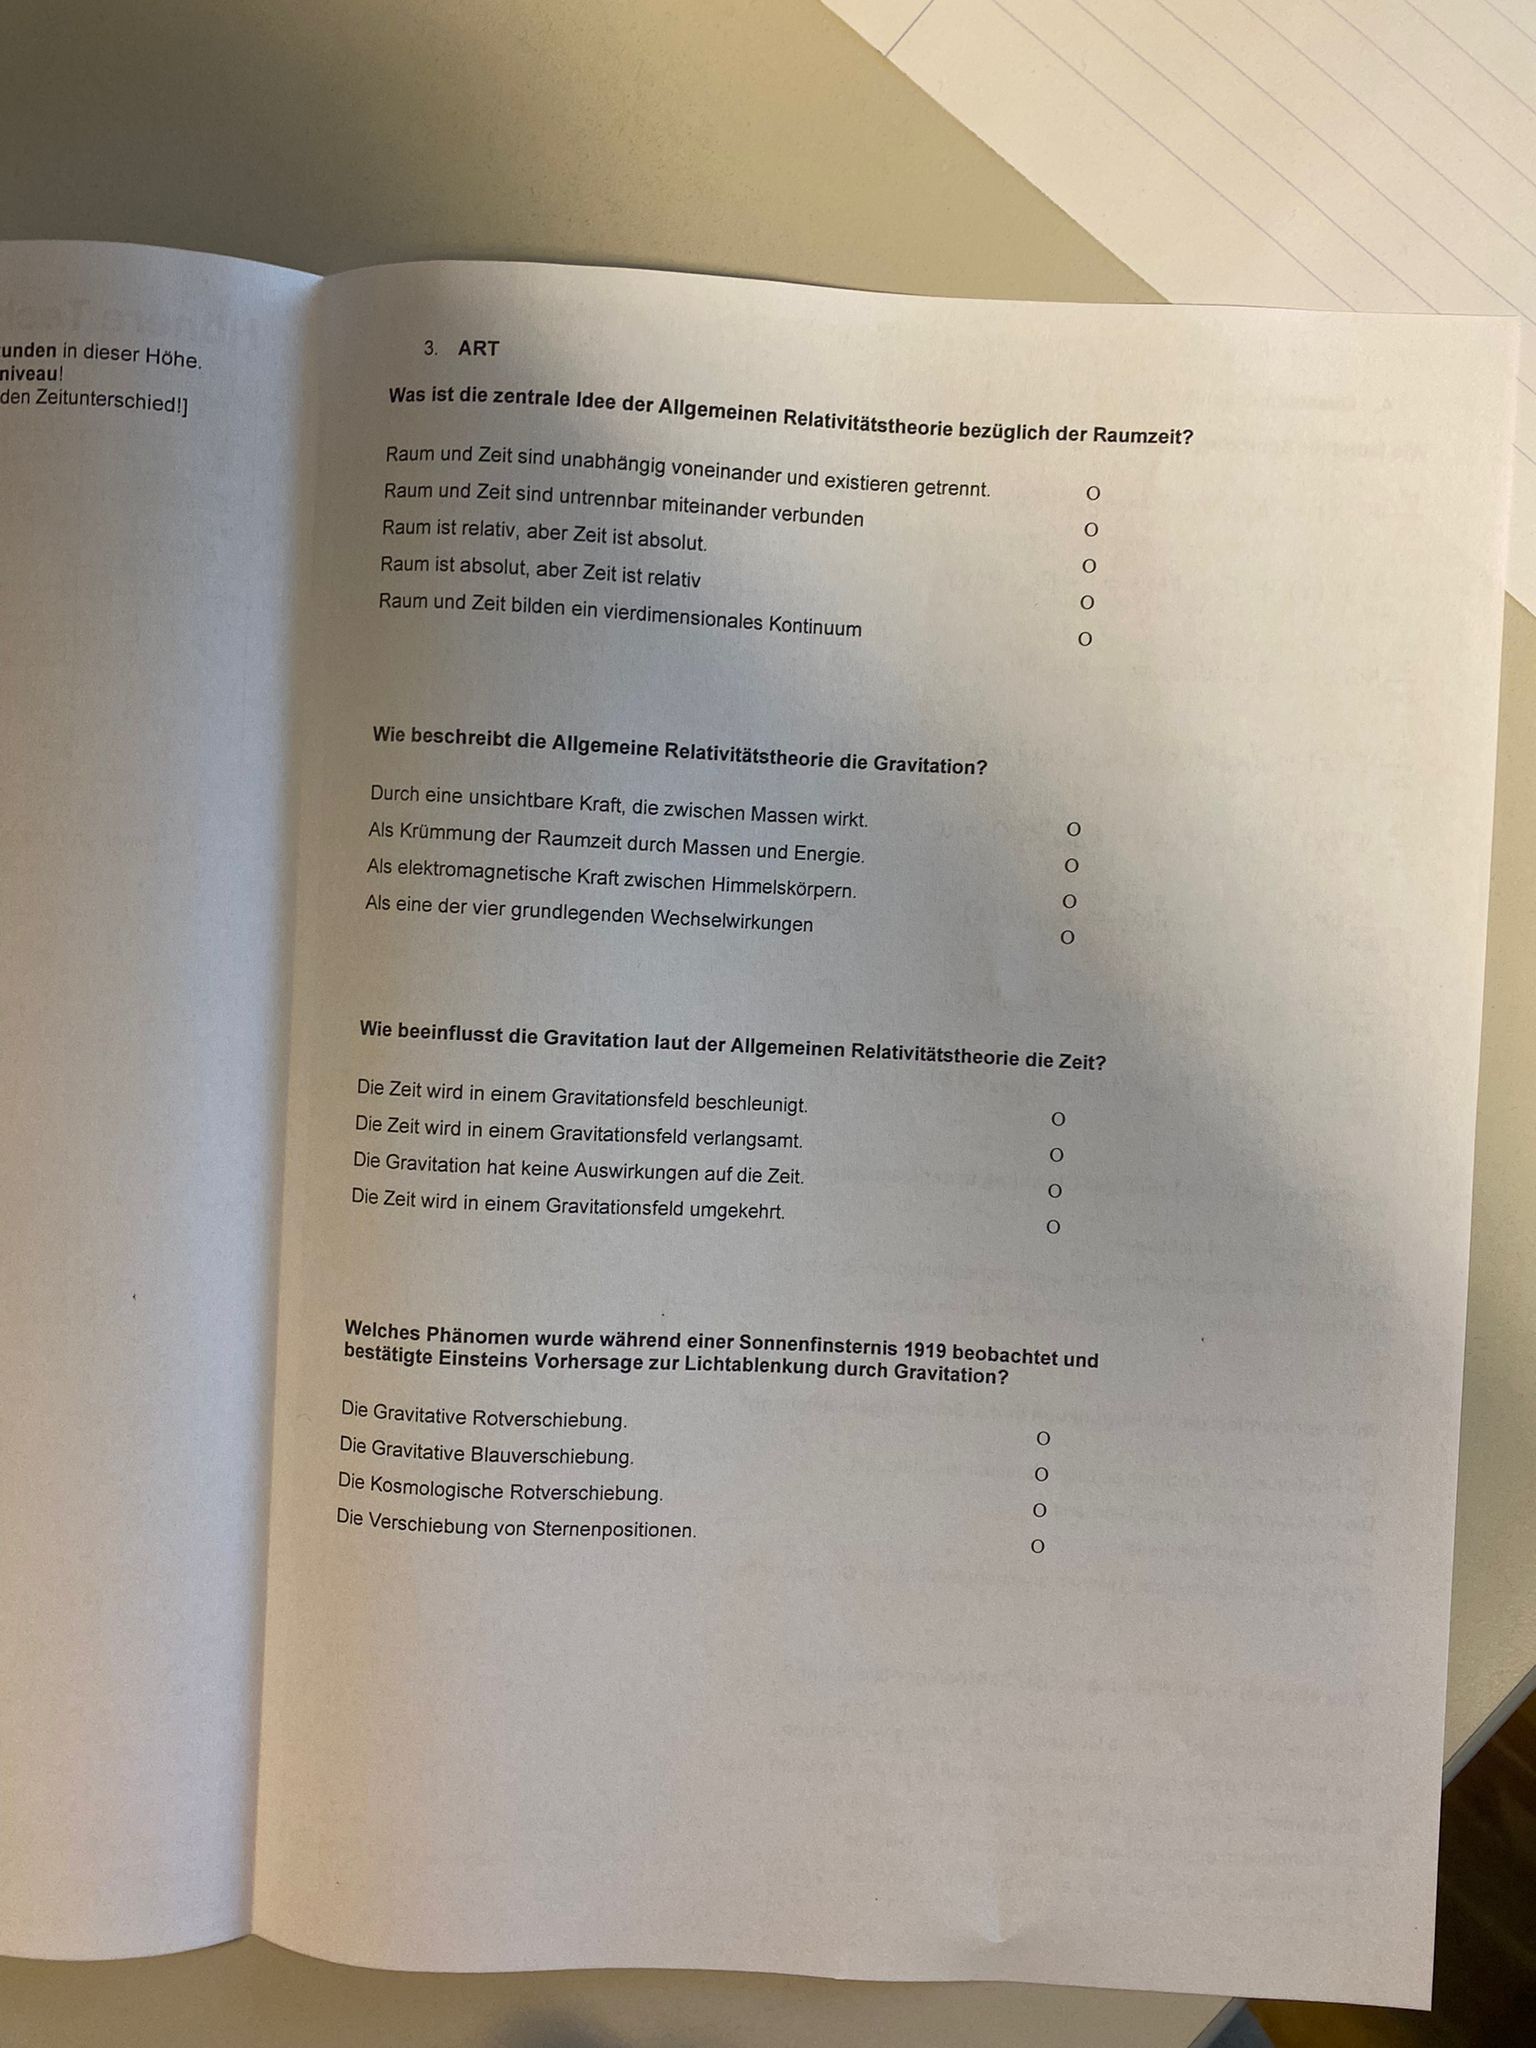 unden in dieser Höhe.
niveau!
den Zeitunterschied!]
3. ART
Was ist die zentrale Idee der Allgemeinen Relativitätstheorie bezüglich der Raumzeit?
Raum und Zeit sind unabhängig voneinander und existieren getrennt. O
Raum und Zeit sind untrennbar miteinander verbunden O
Raum ist relativ, aber Zeit ist absolut. O
Raum ist absolut, aber Zeit ist relativ O
Raum und Zeit bilden ein vierdimensionales Kontinuum O
Wie beschreibt die Allgemeine Relativitätstheorie die Gravitation?
Durch eine unsichtbare Kraft, die zwischen Massen wirkt. O
Als Krümmung der Raumzeit durch Massen und Energie. O
Als elektromagnetische Kraft zwischen Himmelskörpern. O
Als eine der vier grundlegenden Wechselwirkungen O
Wie beeinflusst die Gravitation laut der Allgemeinen Relativitätstheorie die Zeit?
Die Zeit wird in einem Gravitationsfeld beschleunigt. O
Die Zeit wird in einem Gravitationsfeld verlangsamt. O
Die Gravitation hat keine Auswirkungen auf die Zeit. O
Die Zeit wird in einem Gravitationsfeld umgekehrt. O
Welches Phänomen wurde während einer Sonnenfinsternis 1919 beobachtet und
bestätigte Einsteins Vorhersage zur Lichtablenkung durch Gravitation?
Die Gravitative Rotverschiebung. O
Die Gravitative Blauverschiebung. O
Die Kosmologische Rotverschiebung. O
Die Verschiebung von Sternenpositionen. O